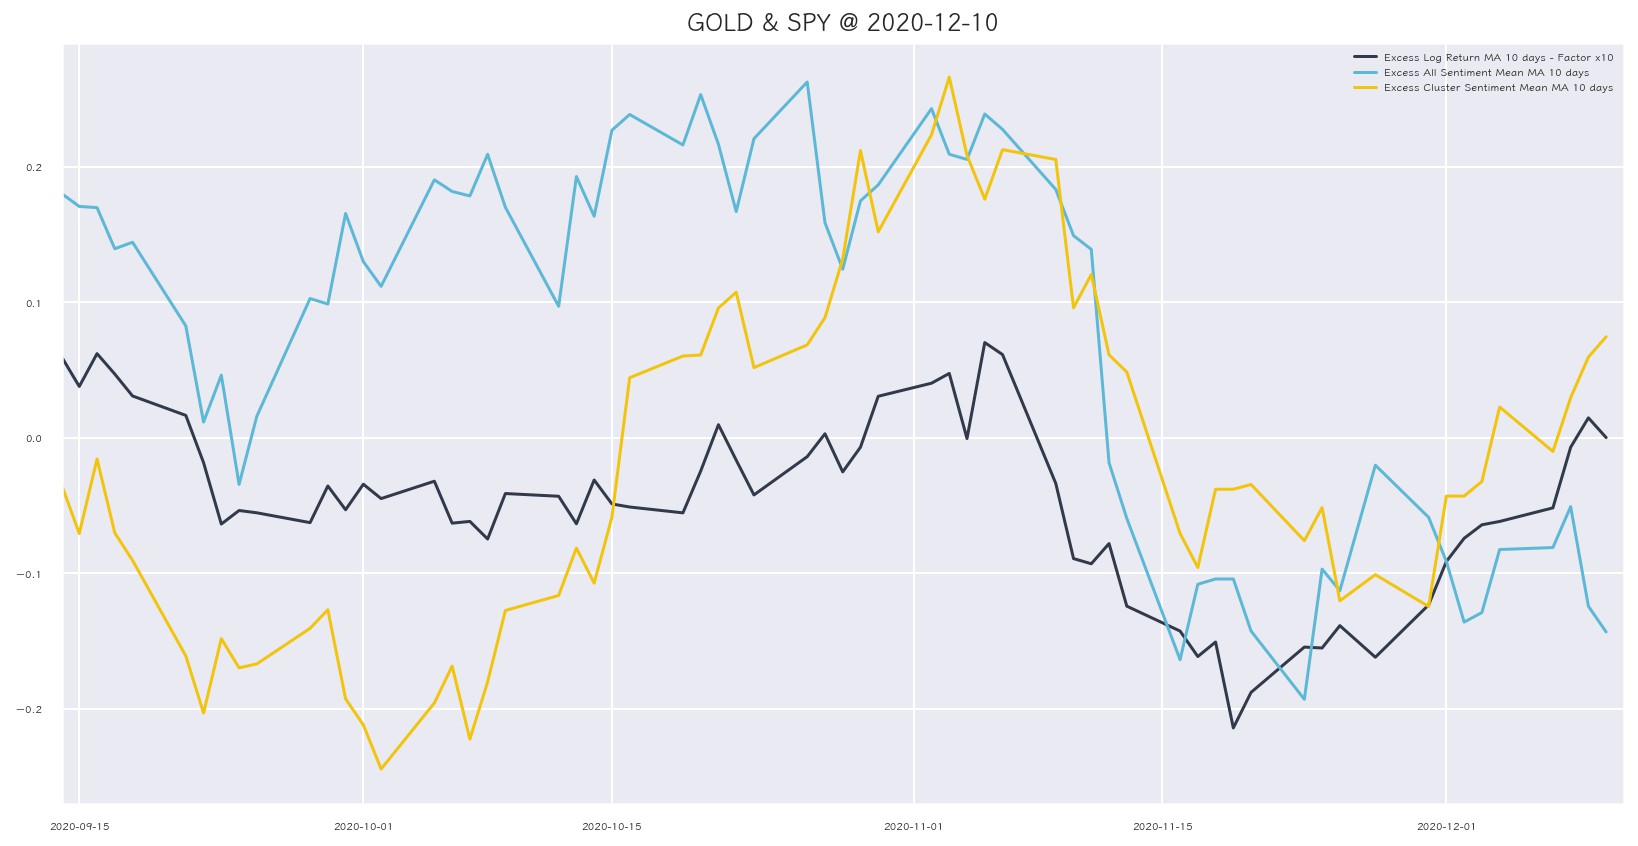 GOLD & SPY @ 2020-12-10
Excess Log Return MA 10 days - Factor x10
Excess All Sentiment Mean MA 10 days
Excess Cluster Sentiment Mean MA 10 days
0.2
0.1
0.0
−0.1
−0.2
2020-09-15 2020-10-01 2020-10-15 2020-11-01 2020-11-15 2020-12-01